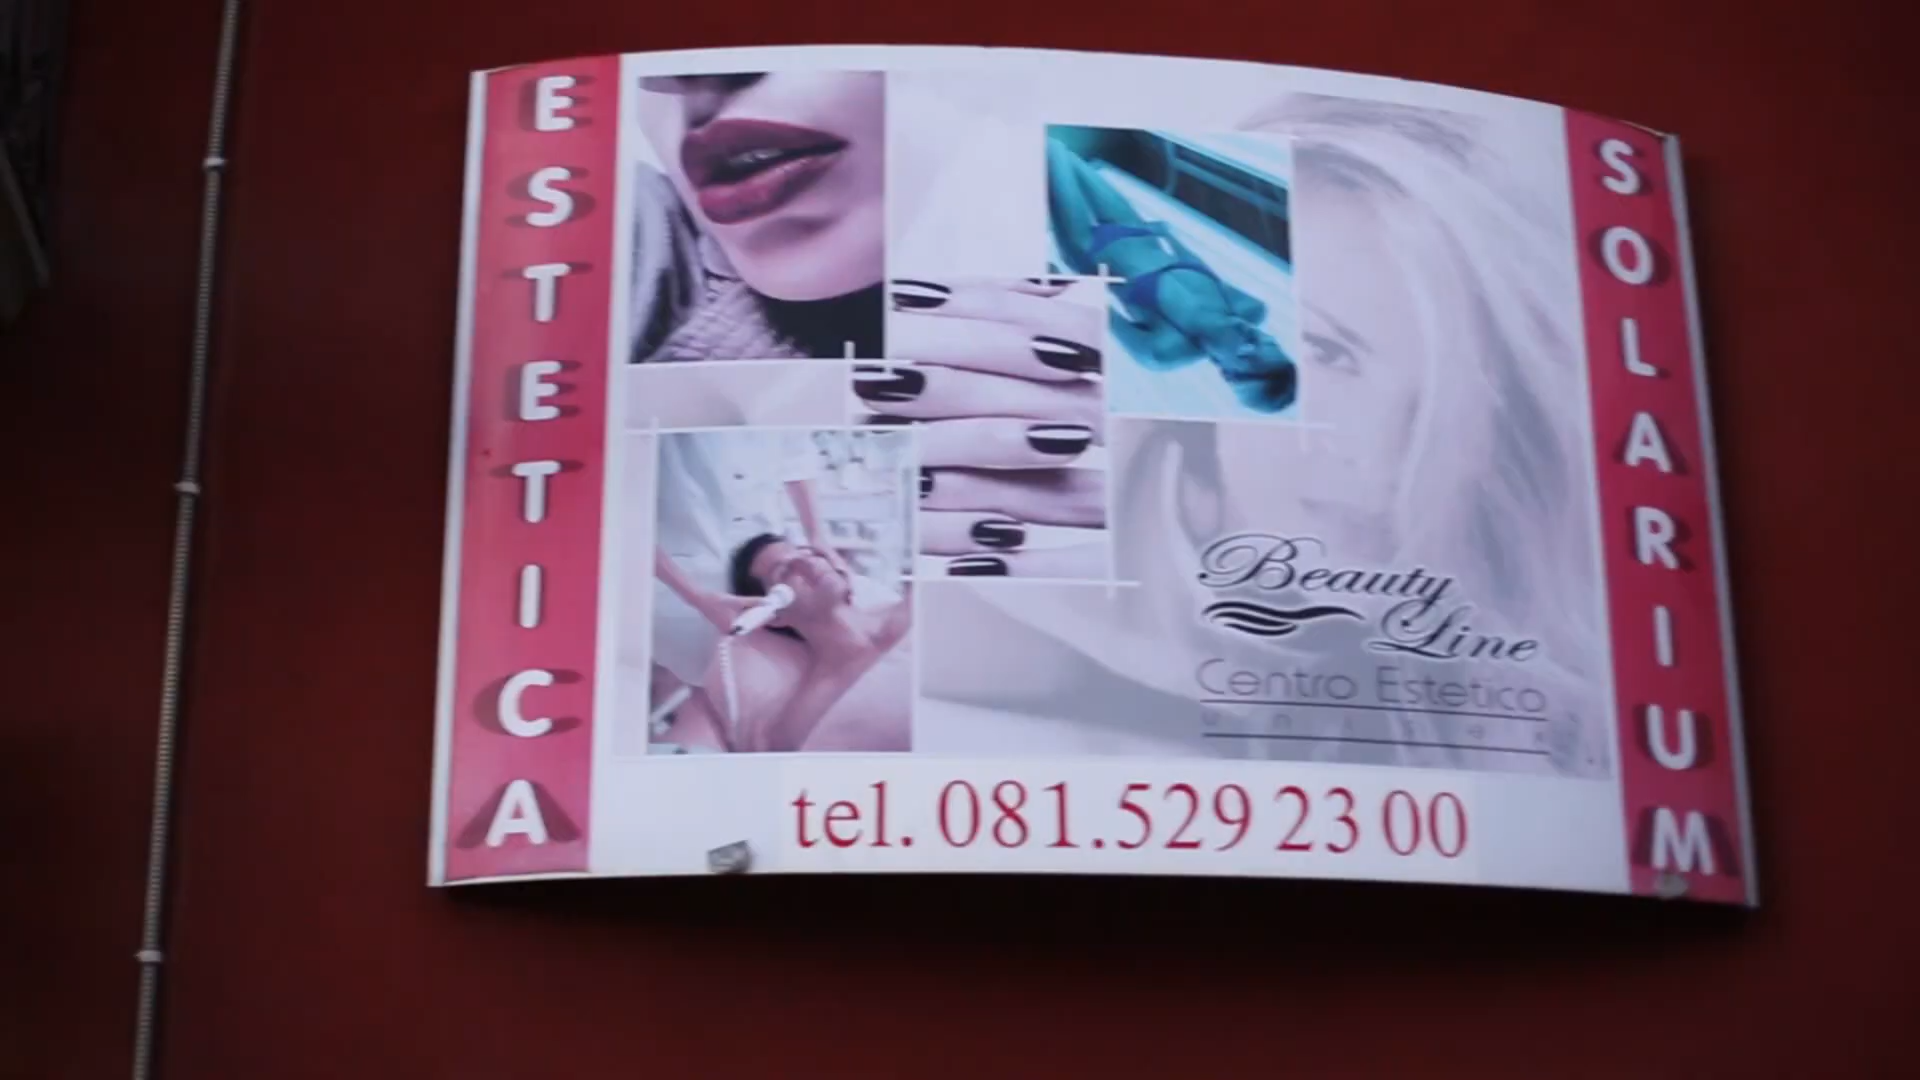 ESTETICA
SOLARIUM
Beauty
Line
Centro Estetico
tel. 081.529 23 00